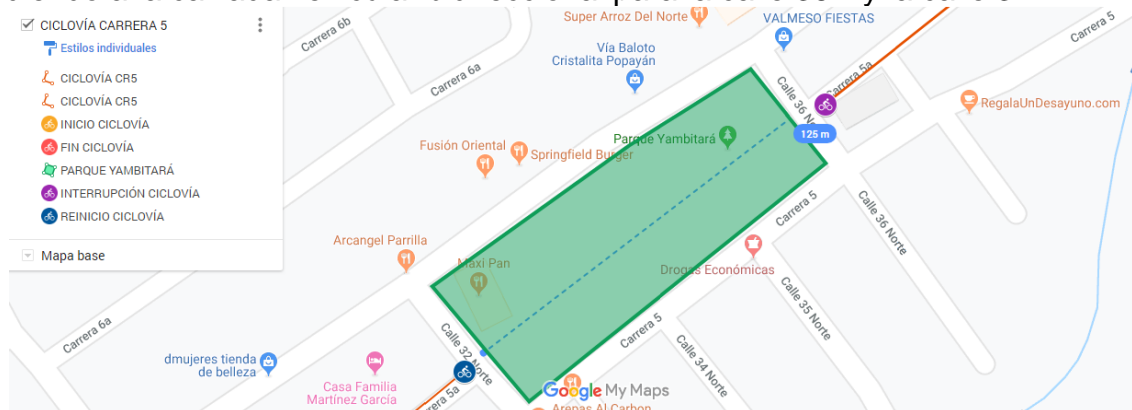 CICLOVÍA CARRERA 5
Estilos individuales
CICLOVÍA CR5
CICLOVÍA CR5
INICIO CICLOVÍA
FIN CICLOVÍA
PARQUE YAMBITARÁ
INTERRUPCIÓN CICLOVÍA
REINICIO CICLOVÍA
Mapa base
Carrera 6b
Super Arroz Del Norte
VALMESO FIESTAS
Carrera 5
Vía Baloto
Cristalita Popayán
Carrera 6a
Carrera 5a
RegalaUnDesayuno.com
Calle 36 No
125 m
Parque Yambitará
Fusión Oriental
Springfield Burger
Carrera 5
Calle 36 Norte
Arcangel Parrilla
Maxi Pan
Drogas Económicas
Calle 35 Norte
Carrera 6a
Calle 32 Norte
Carrera 5
Calle 34 Norte
dmujeres tienda
de belleza
Casa Familia
Martínez García
era 5a
Google My Maps
Arepas Al Carbon